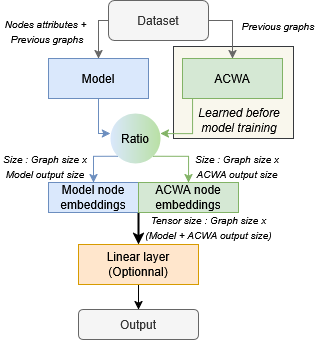 Dataset
Nodes attributes +
Previous graphs
Previous graphs
Model
ACWA
Learned before
model training
Ratio
Size : Graph size x
Model output size
Size : Graph size x
ACWA output size
Model node
embeddings
ACWA node
embeddings
Tensor size : Graph size x
(Model + ACWA output size)
Linear layer
(Optionnal)
Output